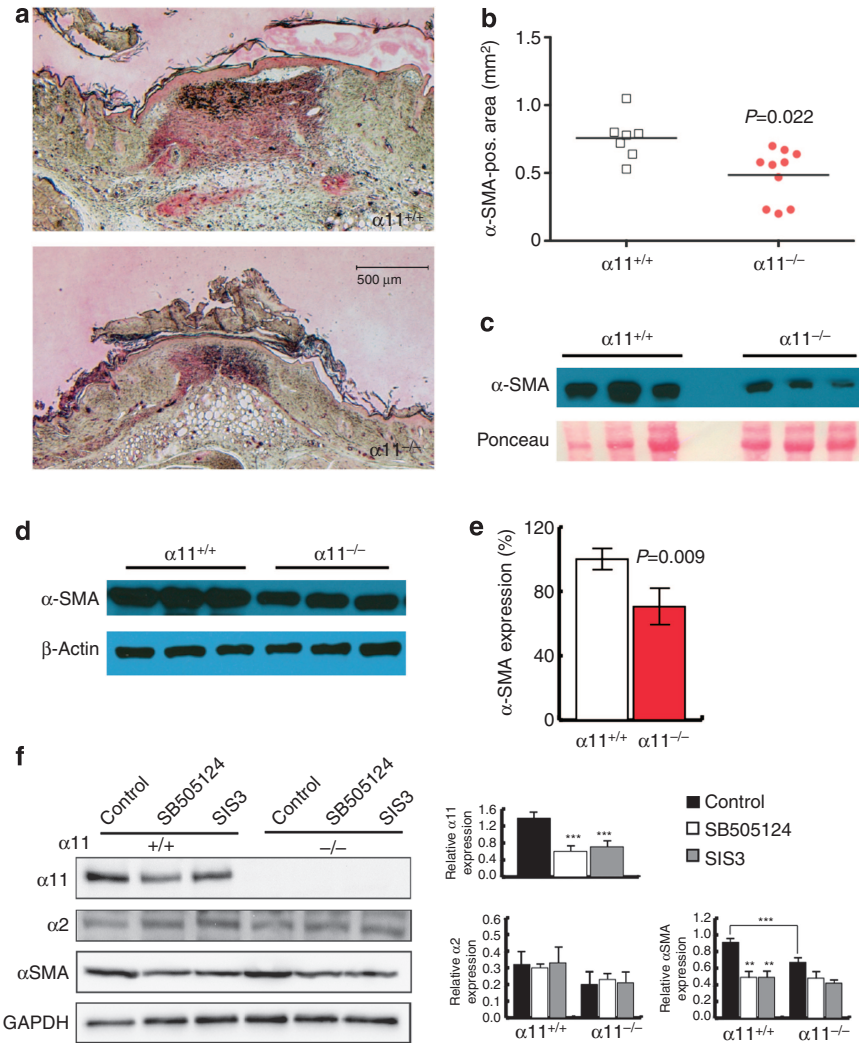 a
α11+/+
500 μm
α11−/−
b
α-SMA-pos. area (mm2)
1.5
1.0
0.5
0
P=0.022
α11+/+
α11−/−
c
α11+/+
α11−/−
α-SMA
Ponceau
d
α11+/+
α11−/−
α-SMA
β-Actin
e
α-SMA expression (%)
120
80
40
0
P=0.009
α11+/+
α11−/−
f
Control
SB505124
SIS3
Control
SB505124
SIS3
α11
+/+
−/−
α11
α2
αSMA
GAPDH
Relative α11
expression
1.6
1.2
0.8
0.4
0.0
***
***
Control
SB505124
SIS3
Relative α2
expression
0.6
0.5
0.4
0.3
0.2
0.1
0.0
α11+/+
α11−/−
Relative αSMA
expression
1.2
1.0
0.8
0.6
0.4
0.2
0.0
***
**
**
α11+/+
α11−/−